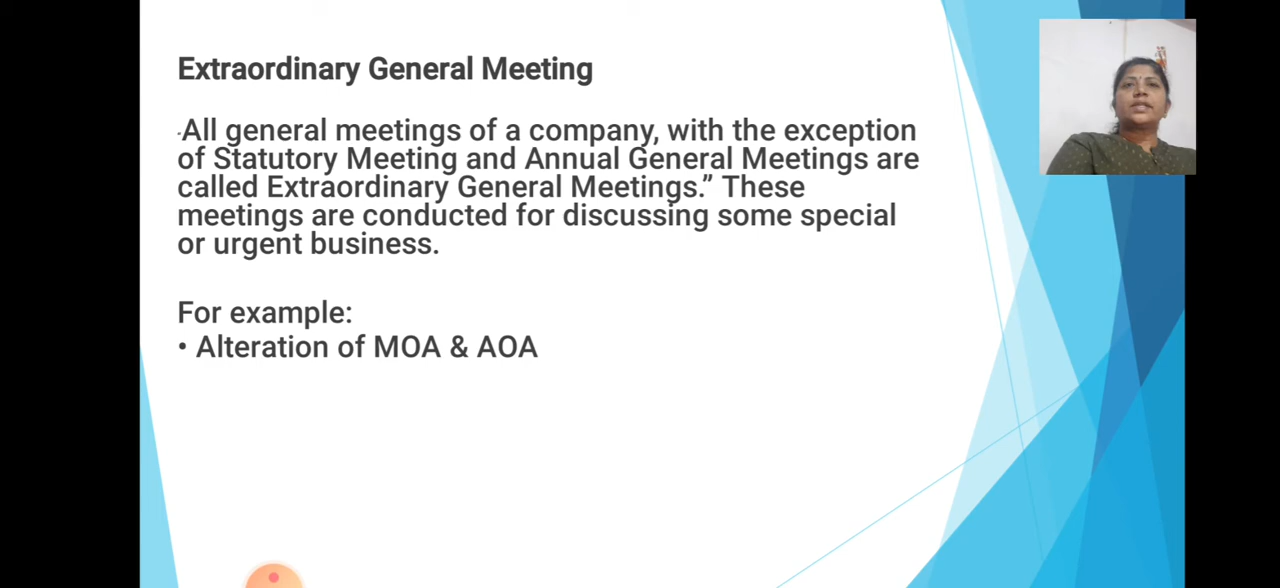 Extraordinary General Meeting
-All general meetings of a company, with the exception
of Statutory Meeting and Annual General Meetings are
called Extraordinary General Meetings.” These
meetings are conducted for discussing some special
or urgent business.
For example:
• Alteration of MOA & AOA